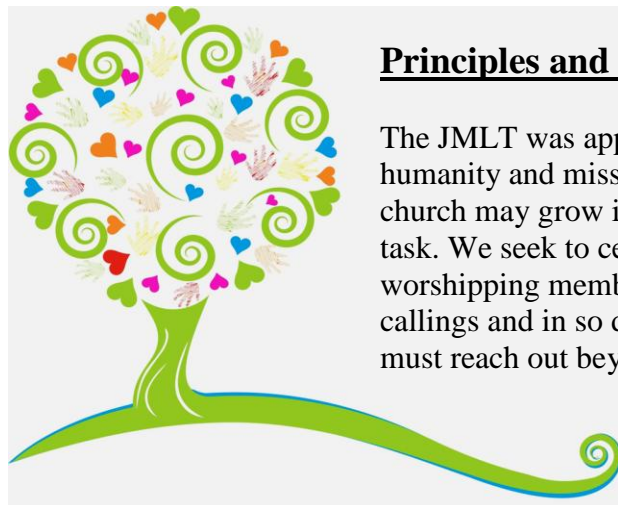 Principles and
The JMLT was app
humanity and miss
church may grow i
task. We seek to ce
worshipping memb
callings and in so
must reach out bey